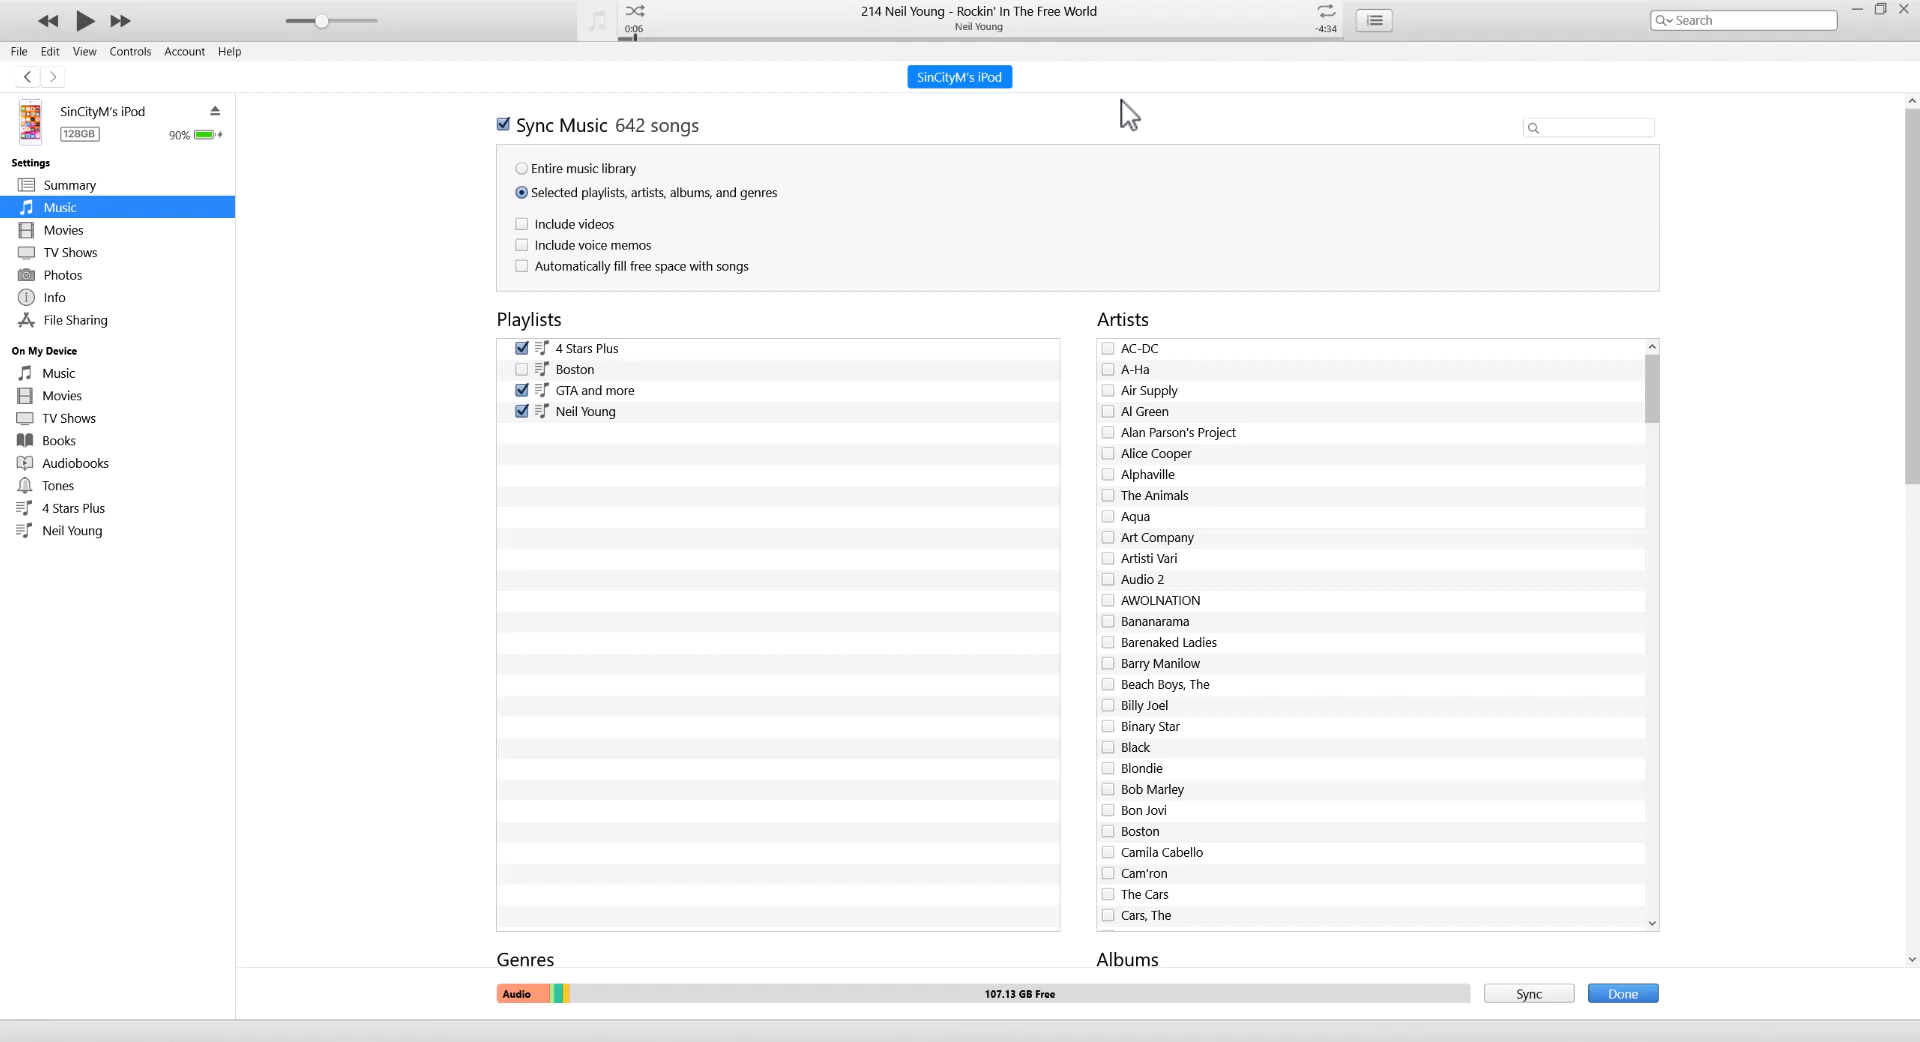 214 Neil Young - Rockin' In The Free World
Neil Young
0:06
-4:34
Search
File Edit View Controls Account Help
SinCityM's iPod
SinCityM's iPod
128GB
90%
Settings
Summary
Music
Movies
TV Shows
Photos
Info
File Sharing
On My Device
Music
Movies
TV Shows
Books
Audiobooks
Tones
4 Stars Plus
Neil Young
Sync Music 642 songs
Entire music library
Selected playlists, artists, albums, and genres
Include videos
Include voice memos
Automatically fill free space with songs
Playlists
4 Stars Plus
Boston
GTA and more
Neil Young
Artists
AC-DC
A-Ha
Air Supply
Al Green
Alan Parson's Project
Alice Cooper
Alphaville
The Animals
Aqua
Art Company
Artisti Vari
Audio 2
AWOLNATION
Bananarama
Barenaked Ladies
Barry Manilow
Beach Boys, The
Billy Joel
Binary Star
Black
Blondie
Bob Marley
Bon Jovi
Boston
Camila Cabello
Cam'ron
The Cars
Cars, The
Genres
Albums
Audio
107.13 GB Free
Sync
Done